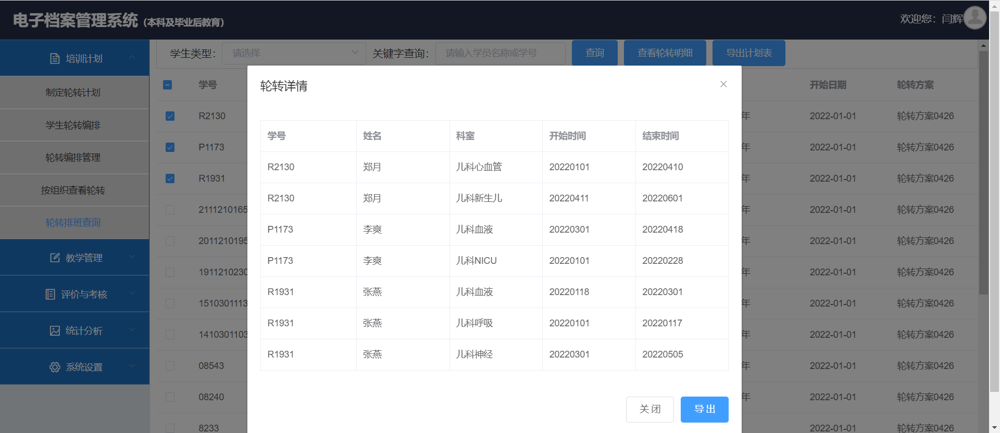 电子档案管理系统 (本科及毕业后教育)
欢迎您：闫辉
培训计划
制定轮转计划
学生轮转编排
轮转编排管理
按组织查看轮转
轮转排班查询
教学管理
评价与考核
统计分析
系统设置
学生类型： 请选择 关键字查询： 请输入学员名称或学号 查询 查看轮转明细 导出计划表
学号 开始日期 轮转方案
R2130 年 2022-01-01 轮转方案0426
P1173 年 2022-01-01 轮转方案0426
R1931 年 2022-01-01 轮转方案0426
2111210165 年 2022-01-01 轮转方案0426
2011210195 年 2022-01-01 轮转方案0426
1911210230 年 2022-01-01 轮转方案0426
1510301113 年 2022-01-01 轮转方案0426
1410301103 年 2022-01-01 轮转方案0426
08543 年 2022-01-01 轮转方案0426
08240 年 2022-01-01 轮转方案0426
8233 年 2022-01-01 轮转方案0426
轮转详情
学号 姓名 科室 开始时间 结束时间
R2130 郑月 儿科心血管 20220101 20220410
R2130 郑月 儿科新生儿 20220411 20220601
P1173 李爽 儿科血液 20220301 20220418
P1173 李爽 儿科NICU 20220101 20220228
R1931 张燕 儿科血液 20220118 20220301
R1931 张燕 儿科呼吸 20220101 20220117
R1931 张燕 儿科神经 20220301 20220505
关闭 导出